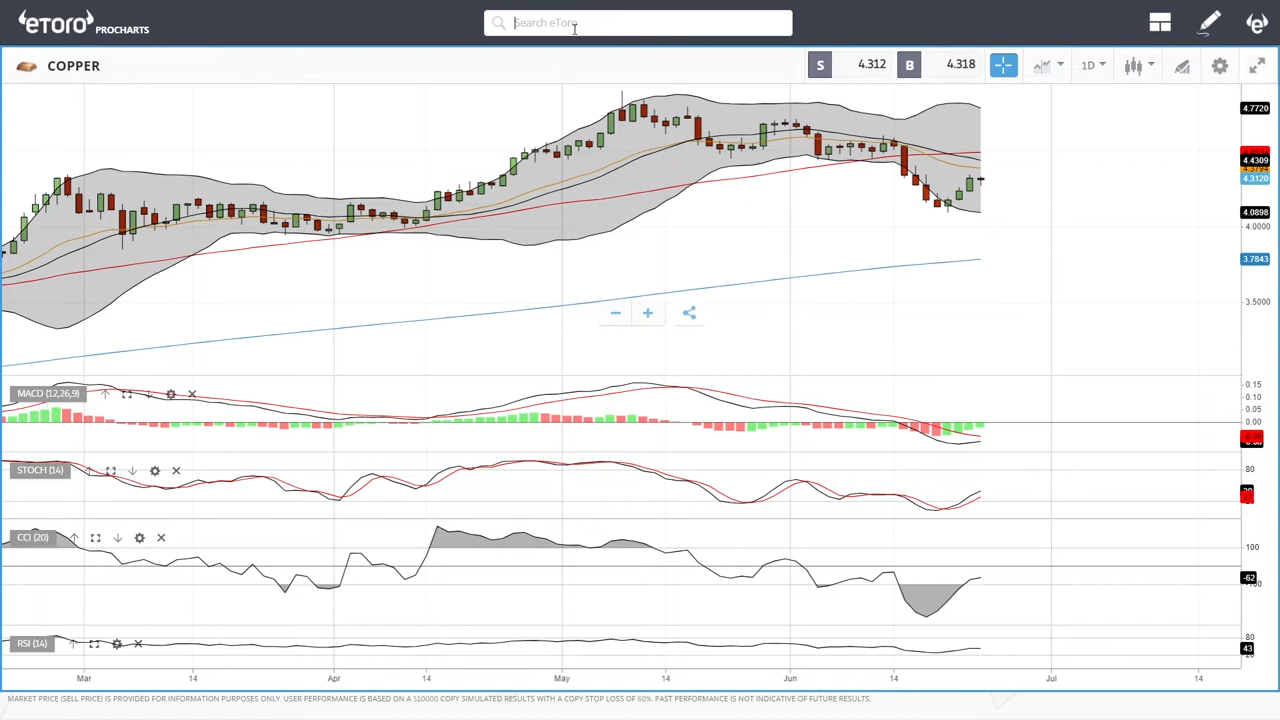 eToro PROCHARTS
Search eToro
COPPER
S 4.312 B 4.318
1D
4.7720
4.4309
4.3120
4.0898
4.0000
3.7843
3.5000
MACD (12,26,9)
0.15
0.10
0.05
0.00
STOCH (14)
80
CCI (20)
100
-62
RSI (14)
80
43
Mar 14 Apr 14 May 14 Jun 14 Jul 14
MARKET PRICE (SELL PRICE) IS PROVIDED FOR INFORMATION PURPOSES ONLY. USER PERFORMANCE IS BASED ON A $10000 COPY SIMULATED RESULTS WITH A COPY STOP LOSS OF 60%. PAST PERFORMANCE IS NOT INDICATIVE OF FUTURE RESULTS.